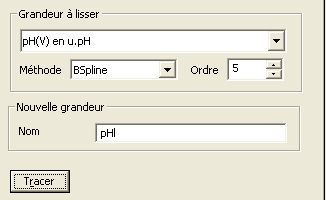 Grandeur à lisser
pH(V) en u.pH
Méthode BSpline Ordre 5
Nouvelle grandeur
Nom pHl
Tracer